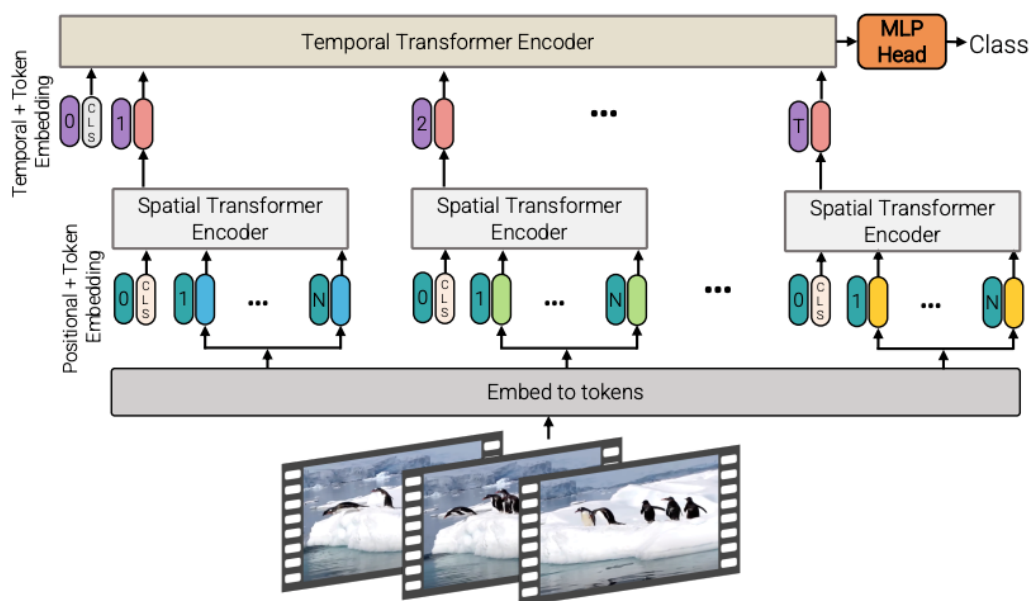 Temporal Transformer Encoder
MLP
Head
Class
Temporal + Token
Embedding
0
CLS
1
2
...
T
Spatial Transformer
Encoder
Spatial Transformer
Encoder
Spatial Transformer
Encoder
Positional + Token
Embedding
0
CLS
1
...
N
0
CLS
1
...
N
...
0
CLS
1
...
N
Embed to tokens